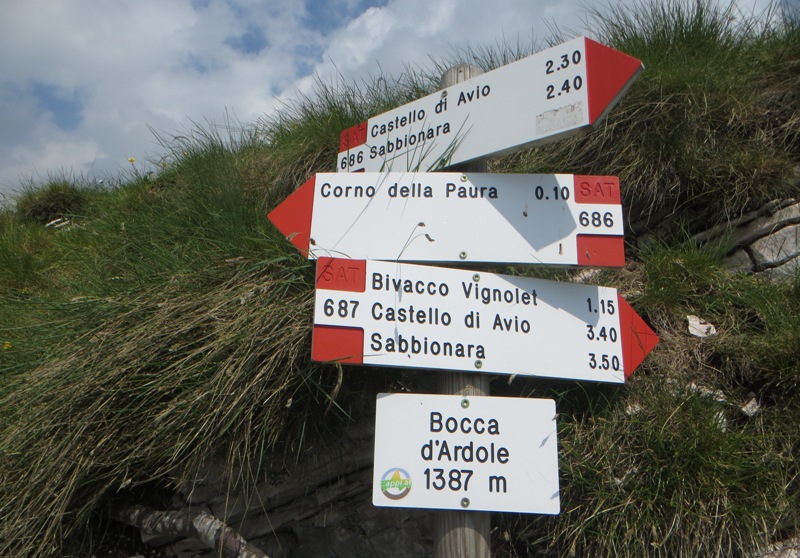 SAT Castello di Avio 2.30
686 Sabbionara 2.40
Corno della Paura 0.10 SAT
686
SAT Bivacco Vignolet 1.15
687 Castello di Avio 3.40
Sabbionara 3.50
Bocca
d'Ardole
1387 m